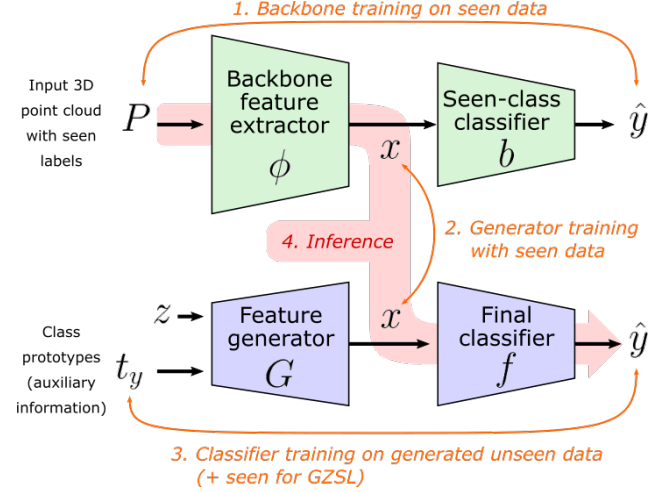 1. Backbone training on seen data
Input 3D
point cloud
with seen
labels
P
Backbone
feature
extractor
ϕ
x
Seen-class
classifier
b
ŷ
4. Inference
2. Generator training
with seen data
Class
prototypes
(auxiliary
information)
z
t_y
Feature
generator
G
x
Final
classifier
f
ŷ
3. Classifier training on generated unseen data
(+ seen for GZSL)